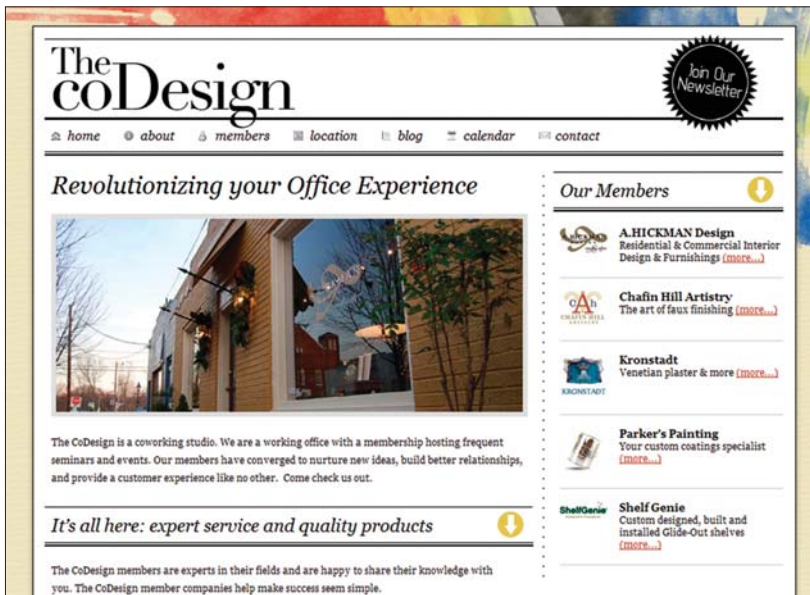 The
coDesign
Join Our
Newsletter
home about members location blog calendar contact
Revolutionizing your Office Experience
The CoDesign is a coworking studio. We are a working office with a membership hosting frequent
seminars and events. Our members have converged to nurture new ideas, build better relationships,
and provide a customer experience like no other. Come check us out.
It's all here: expert service and quality products
The CoDesign members are experts in their fields and are happy to share their knowledge with
you. The CoDesign member companies help make success seem simple.
Our Members
A.HICKMAN Design
Residential & Commercial Interior
Design & Furnishings (more...)
CAh
CHAFIN HILL
ARTISTRY
Chafin Hill Artistry
The art of faux finishing (more...)
KRONSTADT
Kronstadt
Venetian plaster & more (more...)
Parker's Painting
Your custom coatings specialist
(more...)
ShelfGenie
Shelf Genie
Custom designed, built and
installed Glide-Out shelves
(more...)